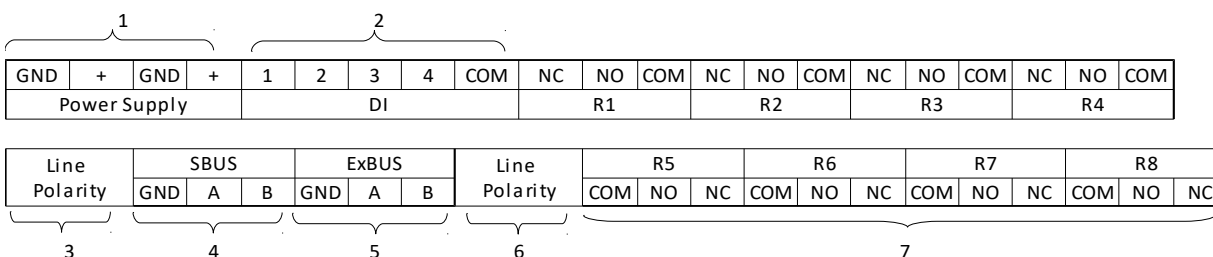 1 2
GND + GND + 1 2 3 4 COM NC NO COM NC NO COM NC NO COM NC NO COM
Power Supply DI R1 R2 R3 R4
Line Polarity SBUS ExBUS Line Polarity R5 R6 R7 R8
GND A B GND A B COM NO NC COM NO NC COM NO NC COM NO NC
3 4 5 6 7